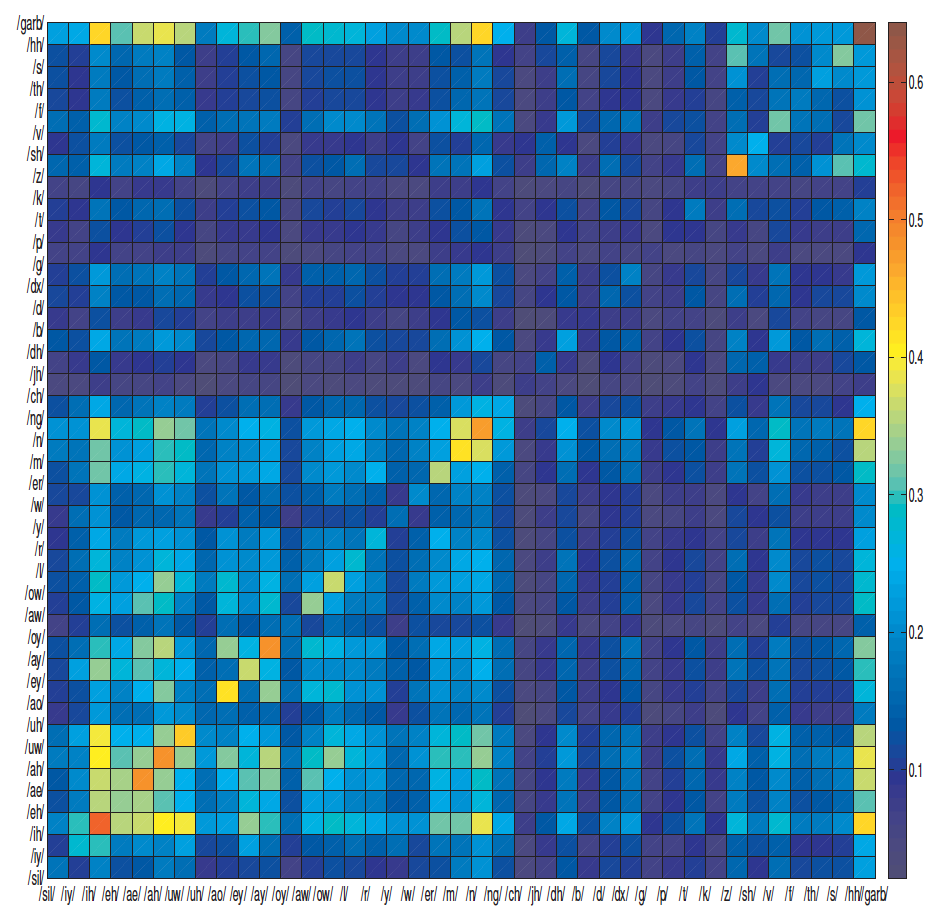 /garb/
/hh/
/s/
/th/
/f/
/v/
/sh/
/z/
/k/
/t/
/p/
/g/
/dx/
/d/
/b/
/dh/
/jh/
/ch/
/ng/
/n/
/m/
/er/
/w/
/y/
/r/
/l/
/ow/
/aw/
/oy/
/ay/
/ey/
/ao/
/uh/
/uw/
/ah/
/ae/
/eh/
/ih/
/iy/
/sil/
/sil/ /iy/ /ih/ /eh/ /ah/ /uw/ /uh/ /ao/ /ey/ /ay/ /oy/ /aw/ /ow/ /l/ /r/ /y/ /w/ /er/ /m/ /n/ /ng/ /ch/ /jh/ /dh/ /b/ /d/ /dx/ /g/ /p/ /t/ /k/ /z/ /sh/ /v/ /f/ /th/ /s/ /hh/ /garb/
0.6
0.5
0.4
0.3
0.2
0.1